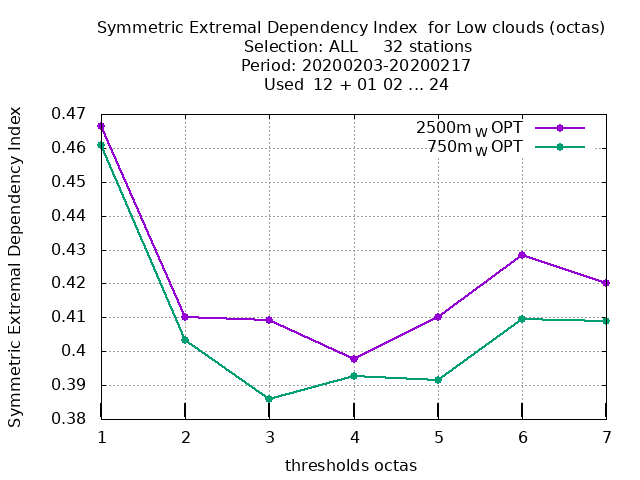 Symmetric Extremal Dependency Index for Low clouds (octas)
Selection: ALL 32 stations
Period: 20200203-20200217
Used 12 + 01 02 ... 24
Symmetric Extremal Dependency Index
0.47
0.46
0.45
0.44
0.43
0.42
0.41
0.4
0.39
0.38
2500m W OPT
750m W OPT
1 2 3 4 5 6 7
thresholds octas